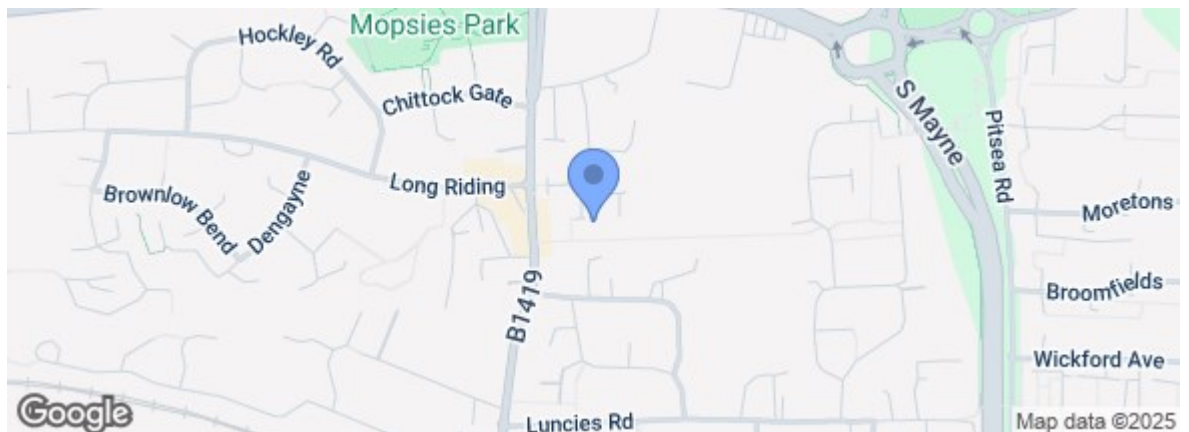 Mopsies Park
Hockley Rd
Chittock Gate
S Mayne
Pitsea Rd
Long Riding
Brownlow Bend
Dengayne
Moretons
B1419
Broomfields
Wickford Ave
Luncies Rd
Google
Map data ©2025